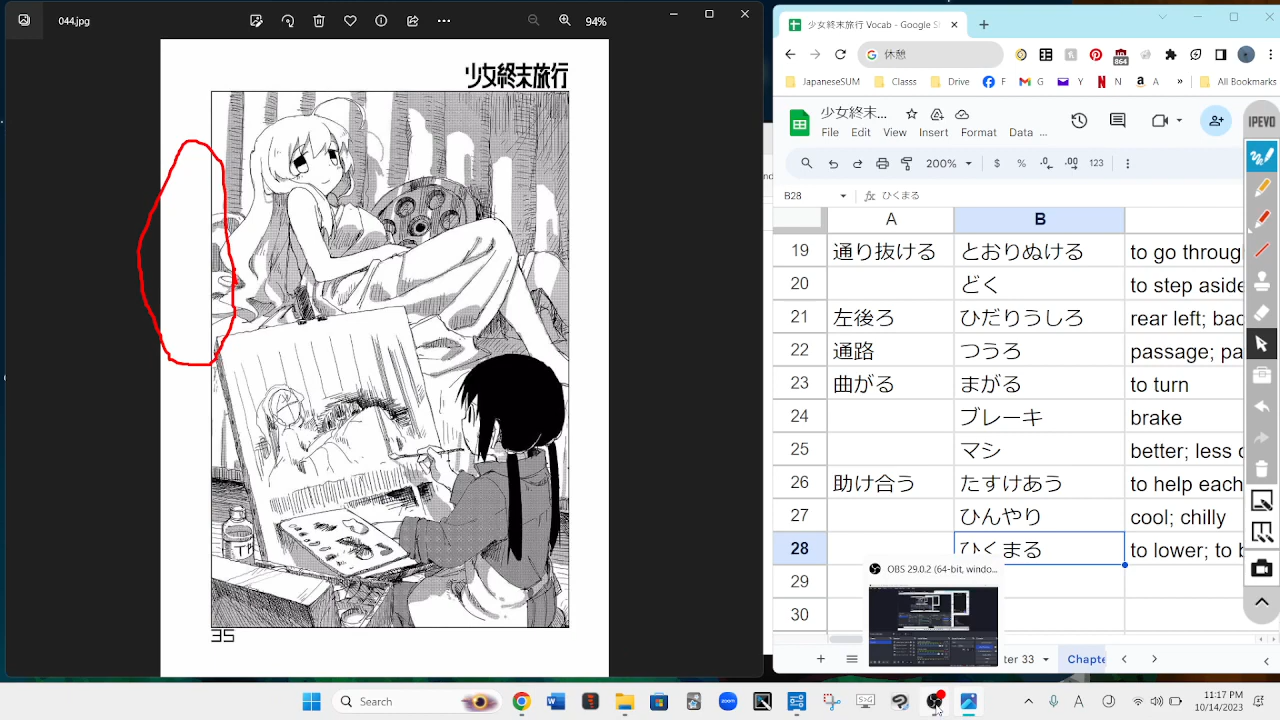 044.jpg
94%
少女終末旅行
35
少女終末旅行 Vocab - Google S
休憩
JapaneseSUM
Class
Drive
F
G
Y
N
A
Bookmark
少女終末...
File Edit View Insert Format Data ...
200%
$ % .0 .00 123
B28 fx ひくまる
A B
19 通り抜ける とおりぬける to go throug
20 どく to step aside
21 左後ろ ひだりうしろ rear left; bac
22 通路 つうろ passage; pa
23 曲がる まがる to turn
24 ブレーキ brake
25 マシ better; less
26 助け合う たすけあう to help each
27 ひんやり cool; chilly
28 ひくまる to lower; to b
29
30
OBS 29.0.2 (64-bit, windo...
ter 33
Chapte
IPEVO
Search
zoom
11:17 PM